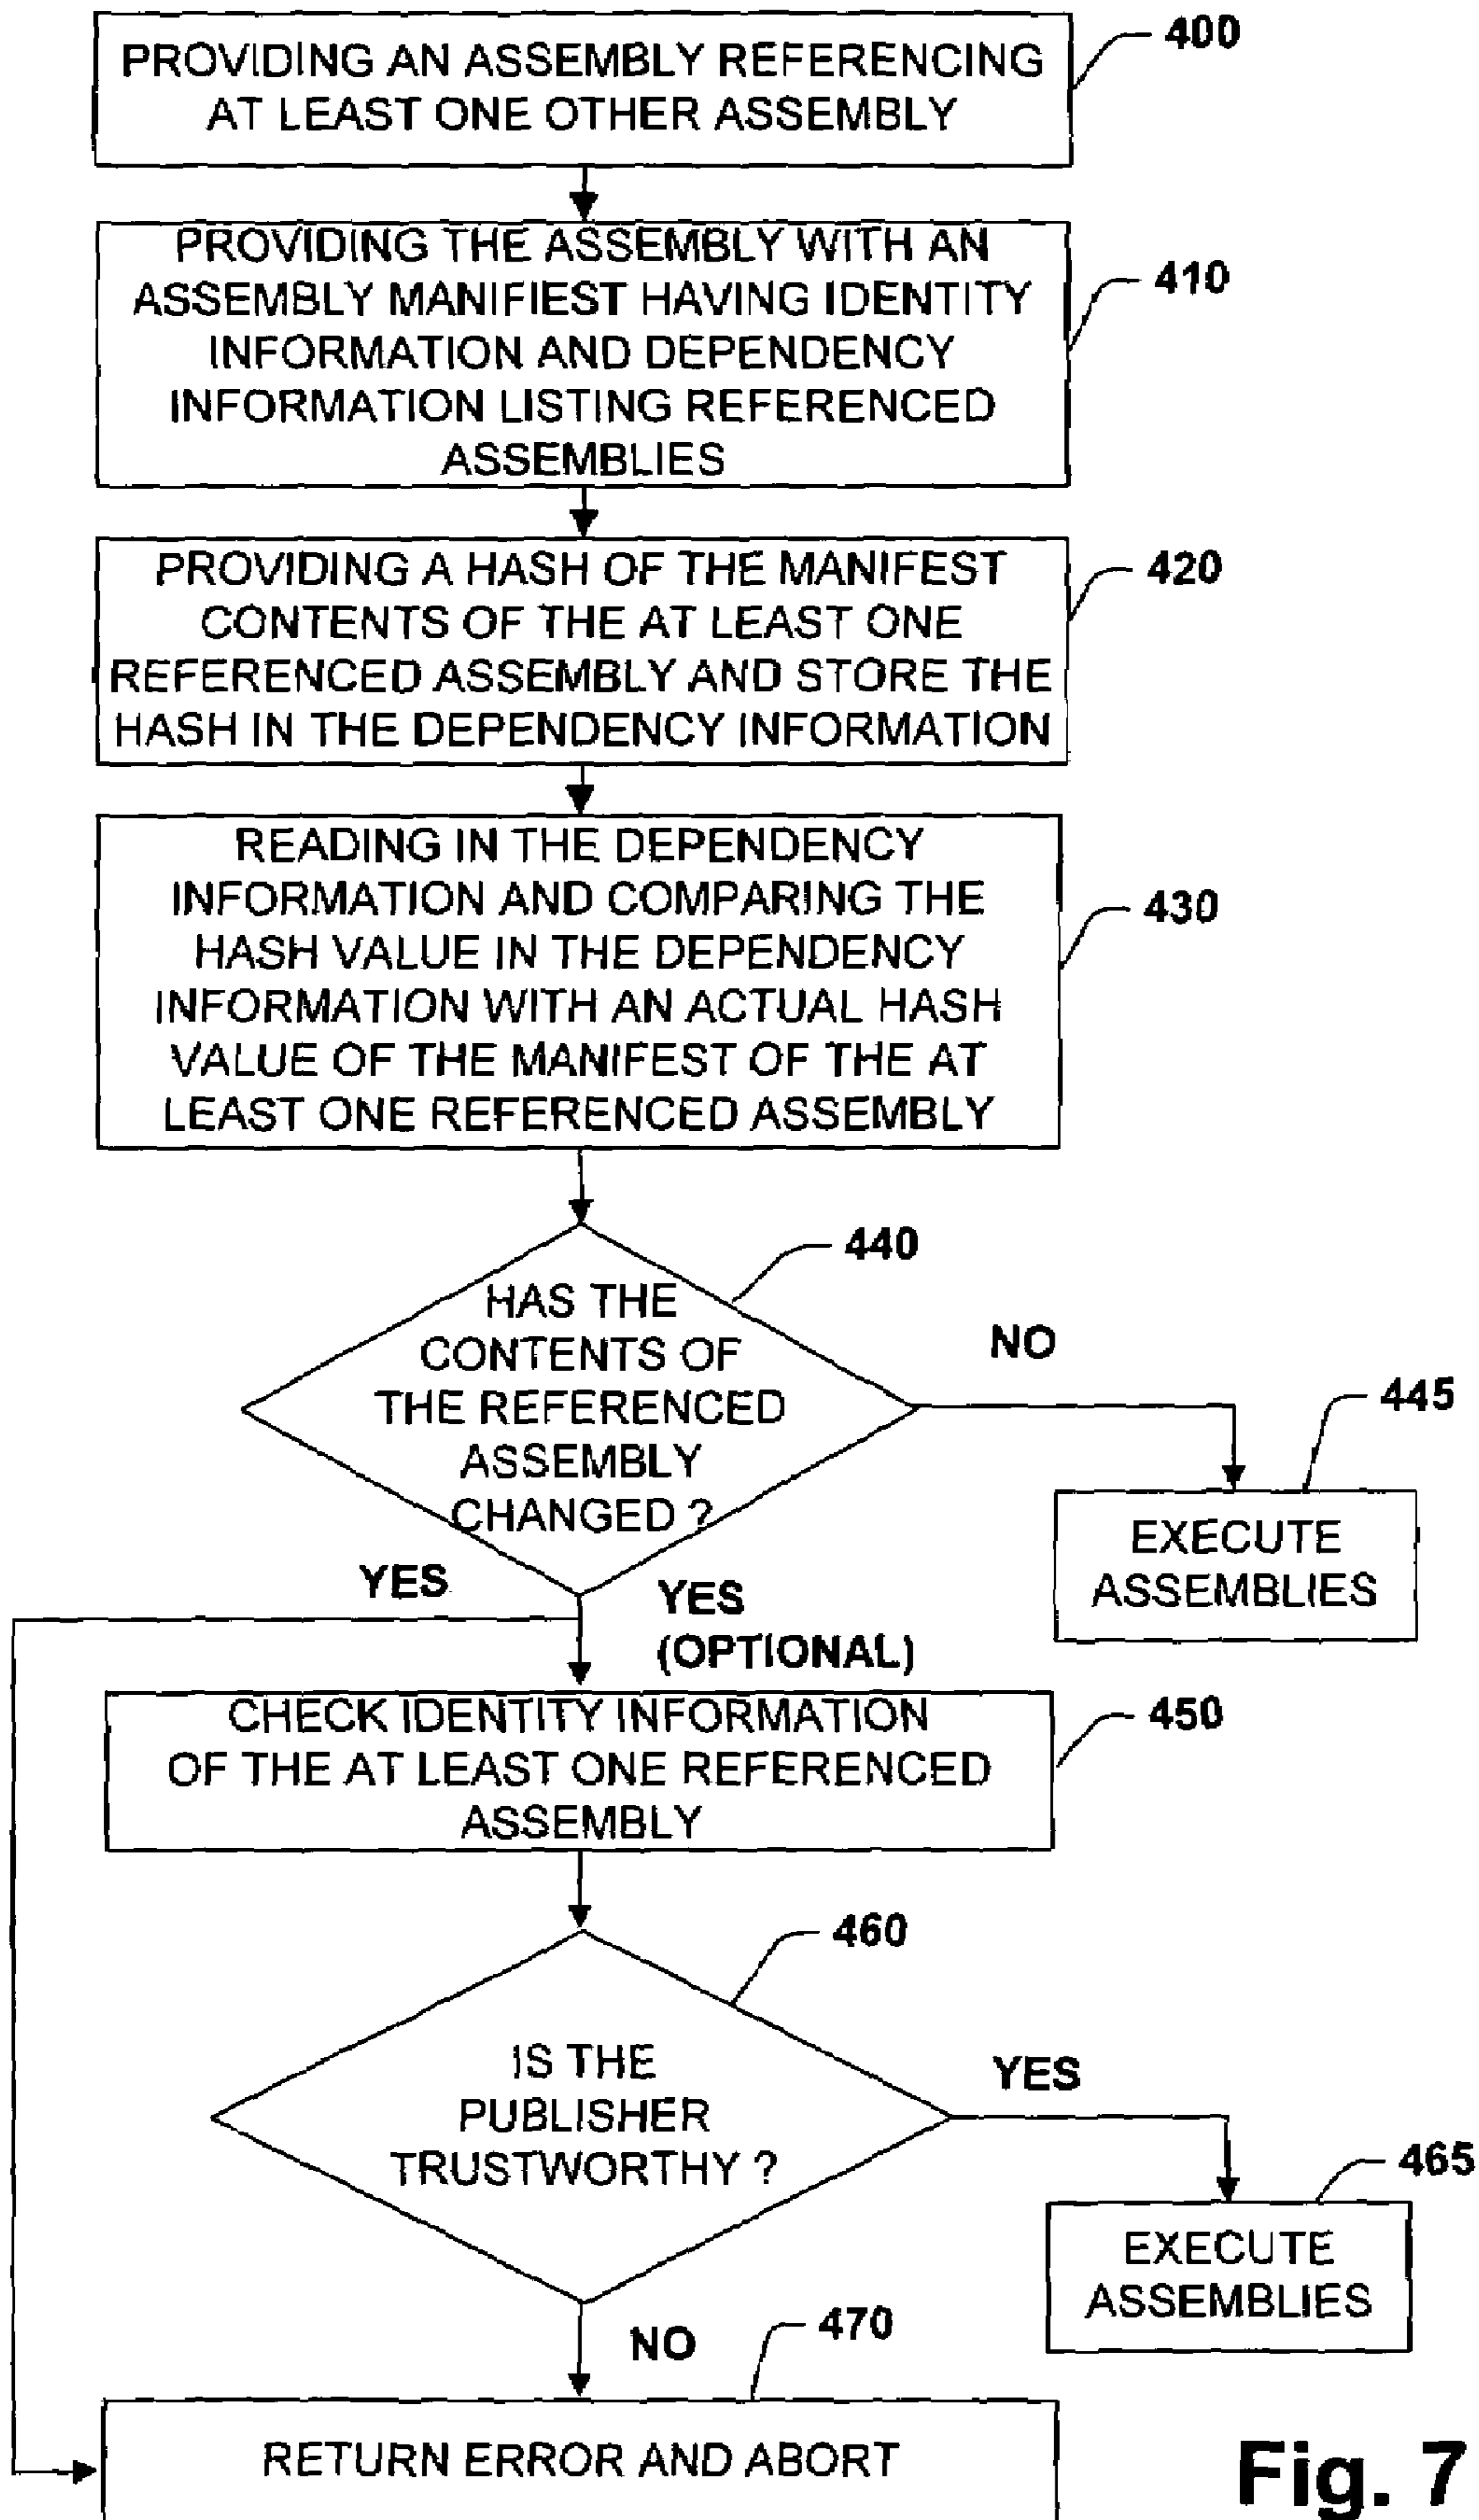 PROVIDING AN ASSEMBLY REFERENCING
AT LEAST ONE OTHER ASSEMBLY
400
PROVIDING THE ASSEMBLY WITH AN
ASSEMBLY MANIFIEST HAVING IDENTITY
INFORMATION AND DEPENDENCY
INFORMATION LISTING REFERENCED
ASSEMBLIES
410
PROVIDING A HASH OF THE MANIFEST
CONTENTS OF THE AT LEAST ONE
REFERENCED ASSEMBLY AND STORE THE
HASH IN THE DEPENDENCY INFORMATION
420
READING IN THE DEPENDENCY
INFORMATION AND COMPARING THE
HASH VALUE IN THE DEPENDENCY
INFORMATION WITH AN ACTUAL HASH
VALUE OF THE MANIFEST OF THE AT
LEAST ONE REFERENCED ASSEMBLY
430
HAS THE
CONTENTS OF
THE REFERENCED
ASSEMBLY
CHANGED ?
440
NO
445
EXECUTE
ASSEMBLIES
YES
YES
(OPTIONAL)
CHECK IDENTITY INFORMATION
OF THE AT LEAST ONE REFERENCED
ASSEMBLY
450
IS THE
PUBLISHER
TRUSTWORTHY ?
460
YES
465
EXECUTE
ASSEMBLIES
NO
470
RETURN ERROR AND ABORT
Fig. 7